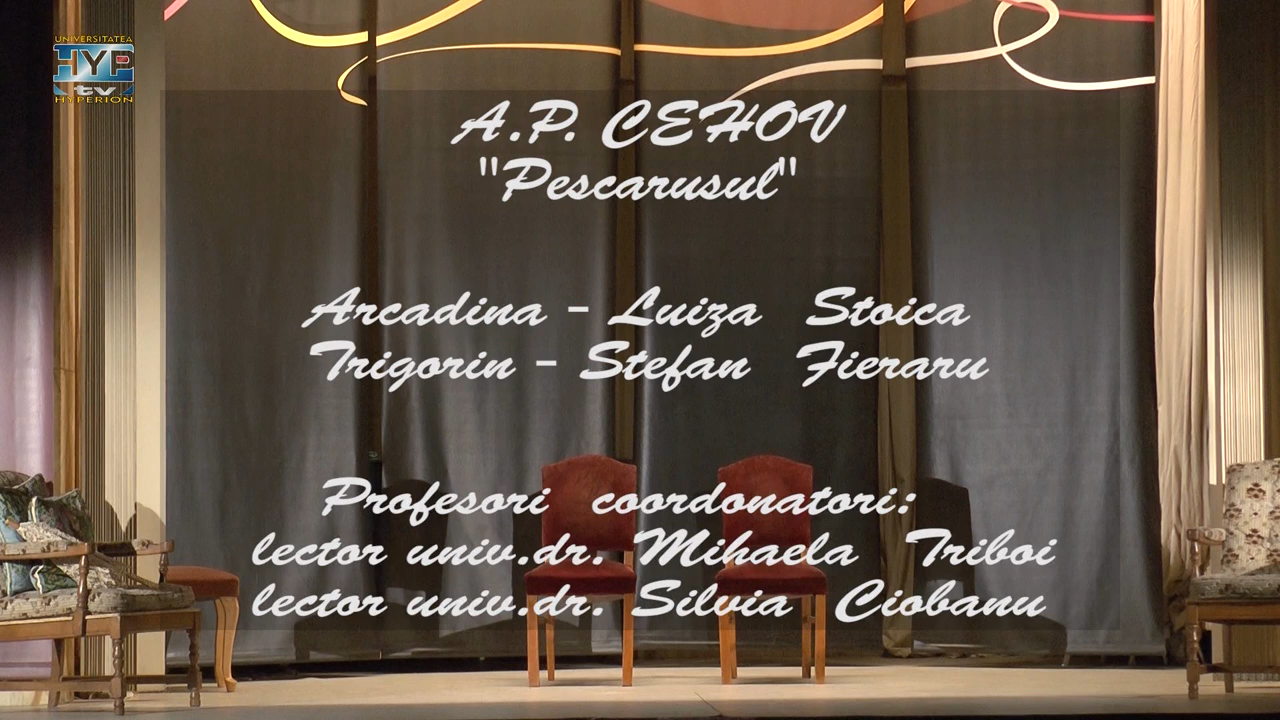 UNIVERSITATEA
HYP
tv
HYPERION
A.P. CEHOV
"Pescarusul"
Arcadina - Luiza Stoica
Trigorin - Stefan Fieraru
Profesori coordonatori:
lector univ.dr. Mihaela Triboi
lector univ.dr. Silvia Ciobanu